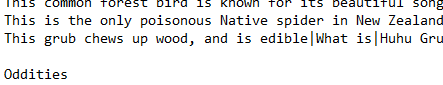 This common forest bird is known for its beautiful song
This is the only poisonous Native spider in New Zealand
This grub chews up wood, and is edible|What is|Huhu Gru
Oddities